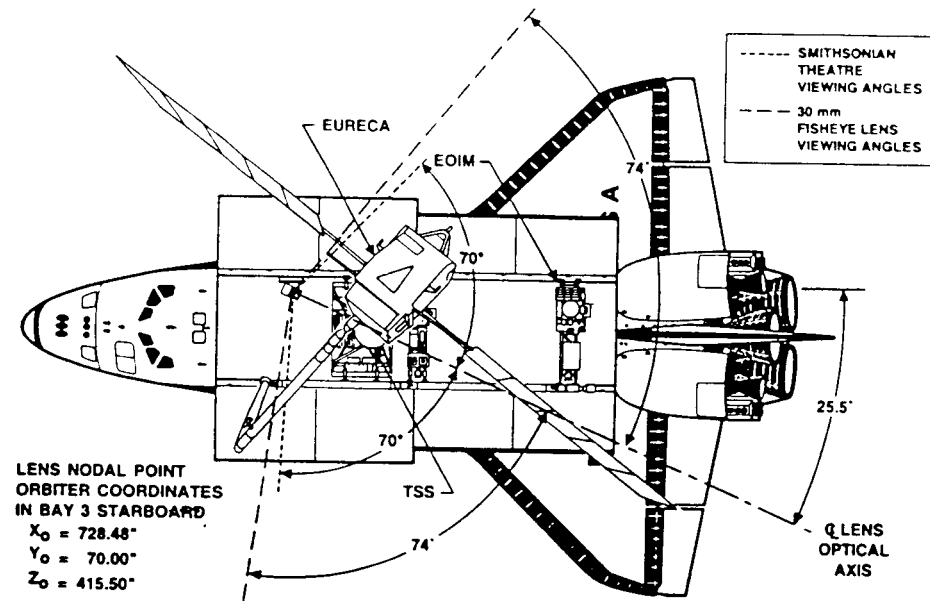 SMITHSONIAN
THEATRE
VIEWING ANGLES
30 mm
FISHEYE LENS
VIEWING ANGLES
EURECA
EOIM
74°
70°
70°
25.5°
TSS
74°
LENS NODAL POINT
ORBITER COORDINATES
IN BAY 3 STARBOARD
X₀ = 728.48"
Y₀ = 70.00"
Z₀ = 415.50"
℄ LENS
OPTICAL
AXIS